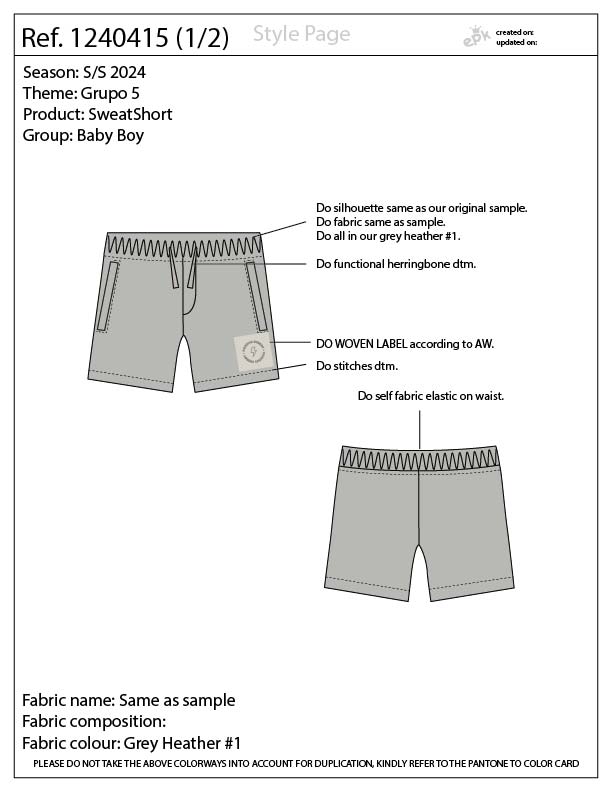 Ref. 1240415 (1/2)
Style Page
epk
created on:
updated on:
Season: S/S 2024
Theme: Grupo 5
Product: SweatShort
Group: Baby Boy
Do silhouette same as our original sample.
Do fabric same as sample.
Do all in our grey heather #1.
Do functional herringbone dtm.
DO WOVEN LABEL according to AW.
Do stitches dtm.
Do self fabric elastic on waist.
Fabric name: Same as sample
Fabric composition:
Fabric colour: Grey Heather #1
PLEASE DO NOT TAKE THE ABOVE COLORWAYS INTO ACCOUNT FOR DUPLICATION, KINDLY REFER TO THE PANTONE TO COLOR CARD